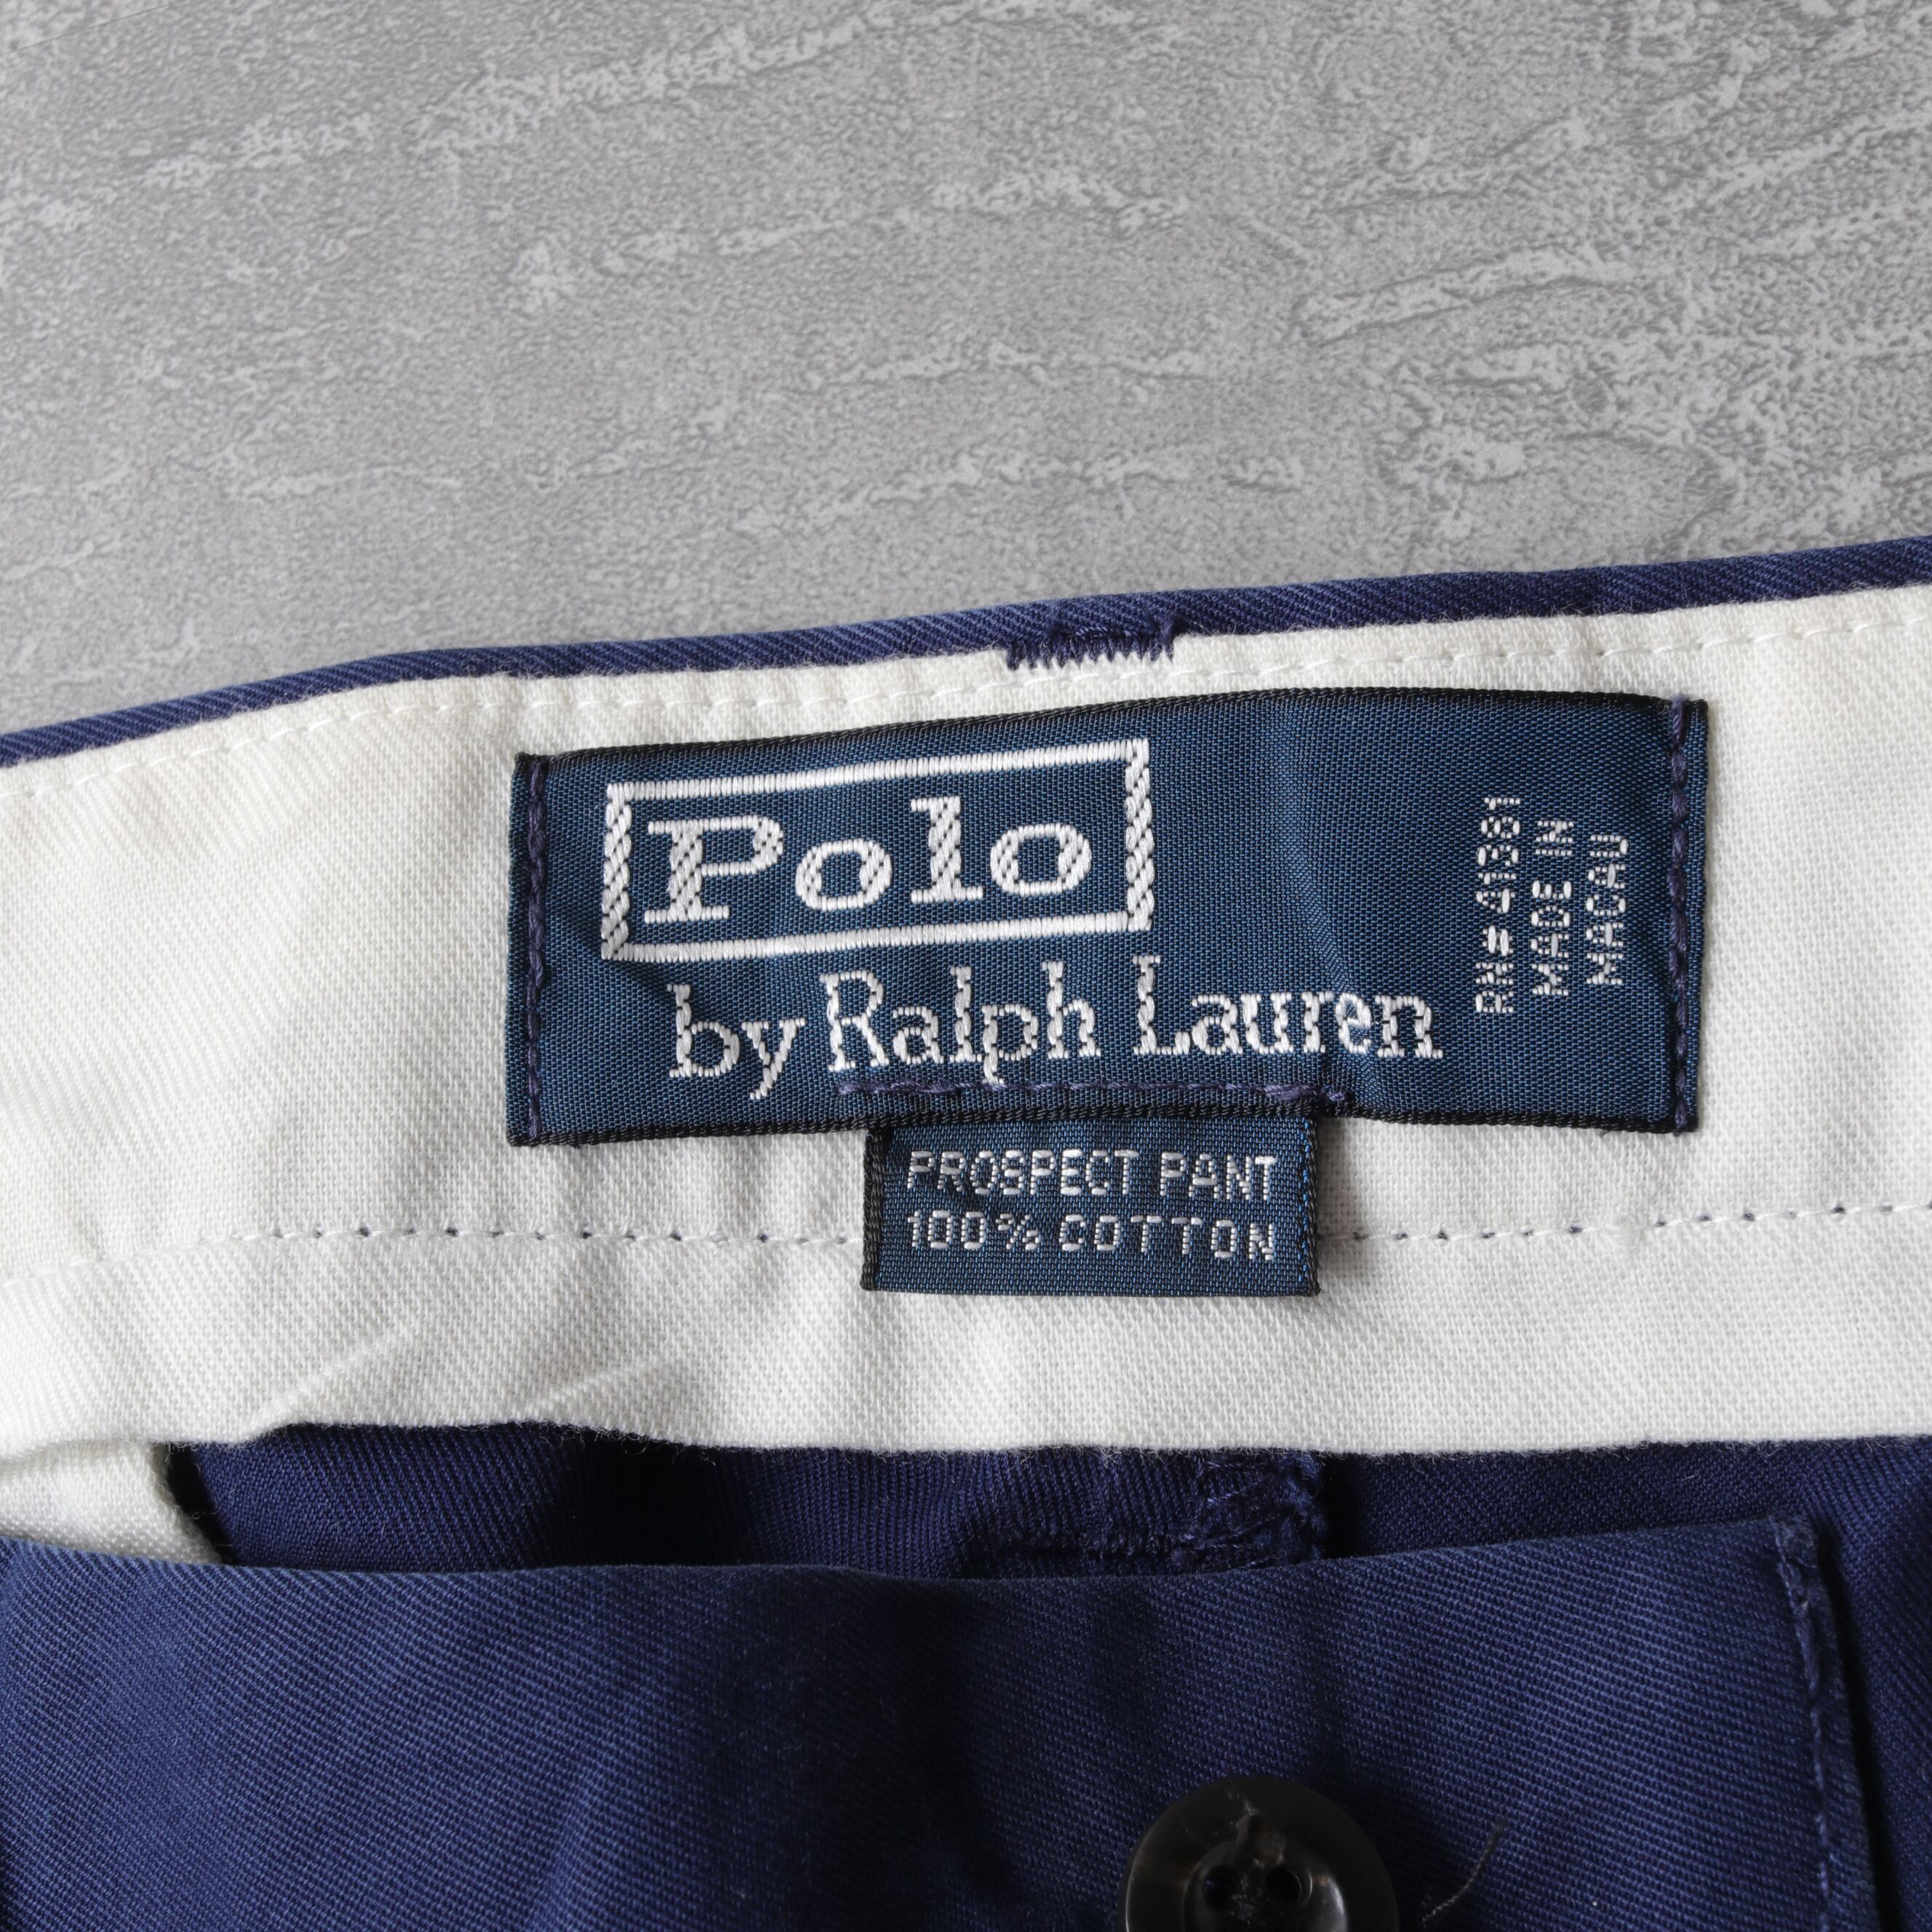 Polo
by Ralph Lauren
RN# 41381
MADE IN
MACAU
PROSPECT PANT
100% COTTON